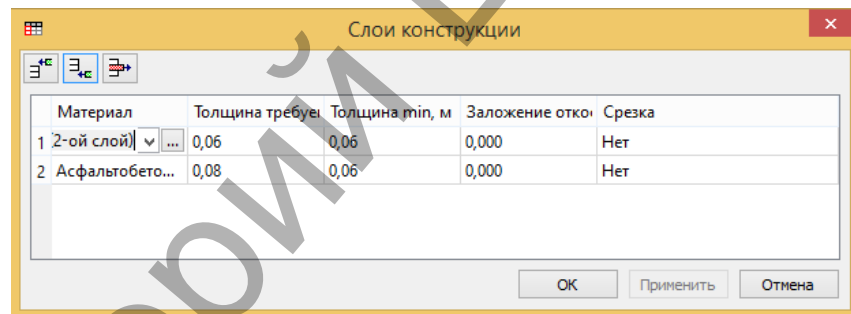 Слои конструкции
Материал Толщина требуе Толщина min, м Заложение отко Срезка
1 2-ой слой) ... 0,06 0,06 0,000 Нет
2 Асфальтобето... 0,08 0,06 0,000 Нет
ОК Применить Отмена